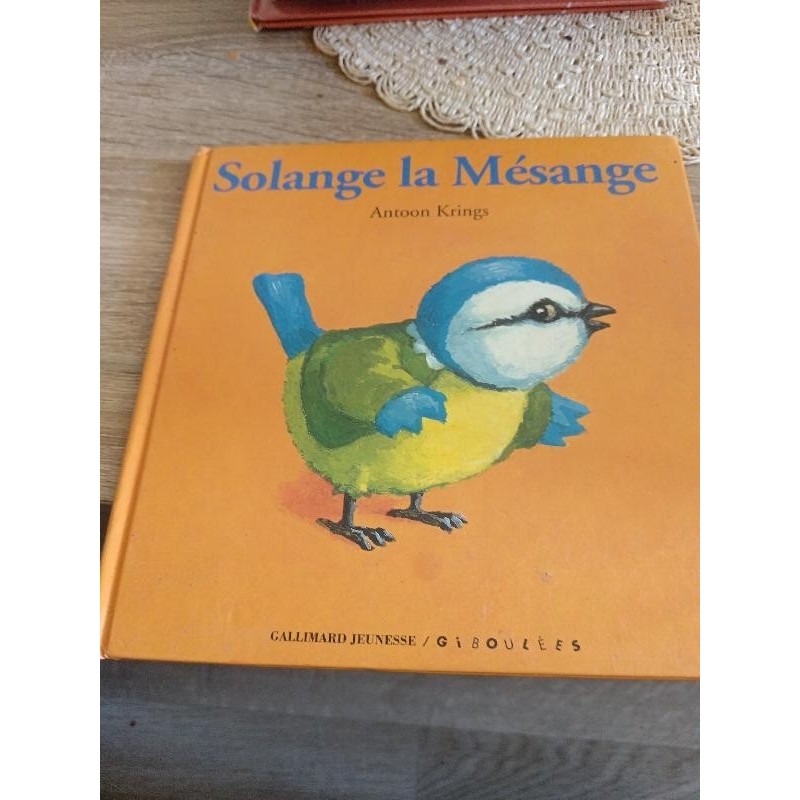 Solange la Mésange
Antoon Krings
GALLIMARD JEUNESSE / GiBOULÉES